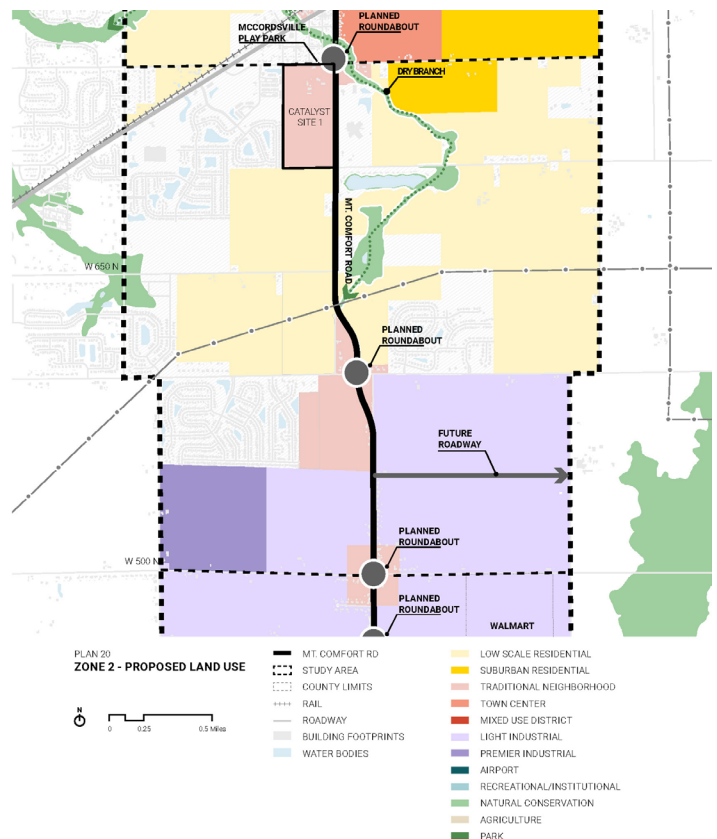 PLANNED
ROUNDABOUT
MCCORDSVILLE
PLAY PARK
DRY BRANCH
CATALYST
SITE 1
MT. COMFORT ROAD
W 650 N
PLANNED
ROUNDABOUT
FUTURE
ROADWAY
PLANNED
ROUNDABOUT
W 500 N
PLANNED
ROUNDABOUT
WALMART
PLAN 20
ZONE 2 - PROPOSED LAND USE
N
0 0.25 0.5 Miles
MT. COMFORT RD
STUDY AREA
COUNTY LIMITS
RAIL
ROADWAY
BUILDING FOOTPRINTS
WATER BODIES
LOW SCALE RESIDENTIAL
SUBURBAN RESIDENTIAL
TRADITIONAL NEIGHBORHOOD
TOWN CENTER
MIXED USE DISTRICT
LIGHT INDUSTRIAL
PREMIER INDUSTRIAL
AIRPORT
RECREATIONAL/INSTITUTIONAL
NATURAL CONSERVATION
AGRICULTURE
PARK